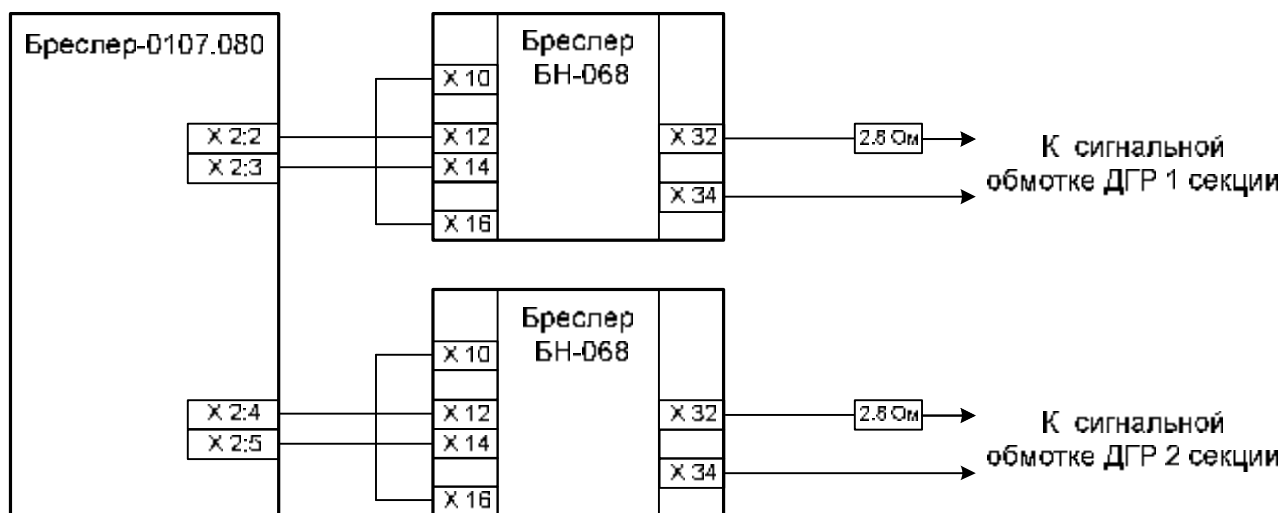 Бреслер-0107.080
Бреслер
БН-068
X 10
X 2:2
X 12
X 32
2.8 Ом
X 2:3
X 14
X 34
X 16
К сигнальной
обмотке ДГР 1 секции
Бреслер
БН-068
X 10
X 2:4
X 12
X 32
2.8 Ом
X 2:5
X 14
X 34
X 16
К сигнальной
обмотке ДГР 2 секции